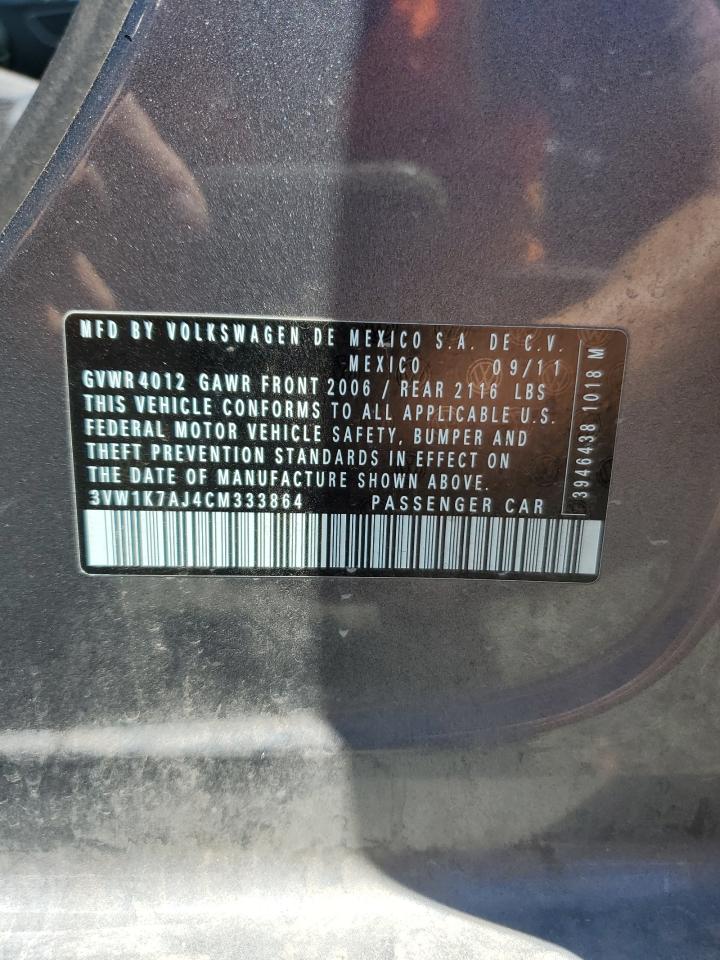 MFD BY VOLKSWAGEN DE MEXICO S.A. DE C.V.
MEXICO 09/11
GVWR 4012 GAWR FRONT 2006 / REAR 2116 LBS
THIS VEHICLE CONFORMS TO ALL APPLICABLE U.S.
FEDERAL MOTOR VEHICLE SAFETY, BUMPER AND
THEFT PREVENTION STANDARDS IN EFFECT ON
THE DATE OF MANUFACTURE SHOWN ABOVE.
3VW1K7AJ4CM333864 PASSENGER CAR
3946438 1018 M